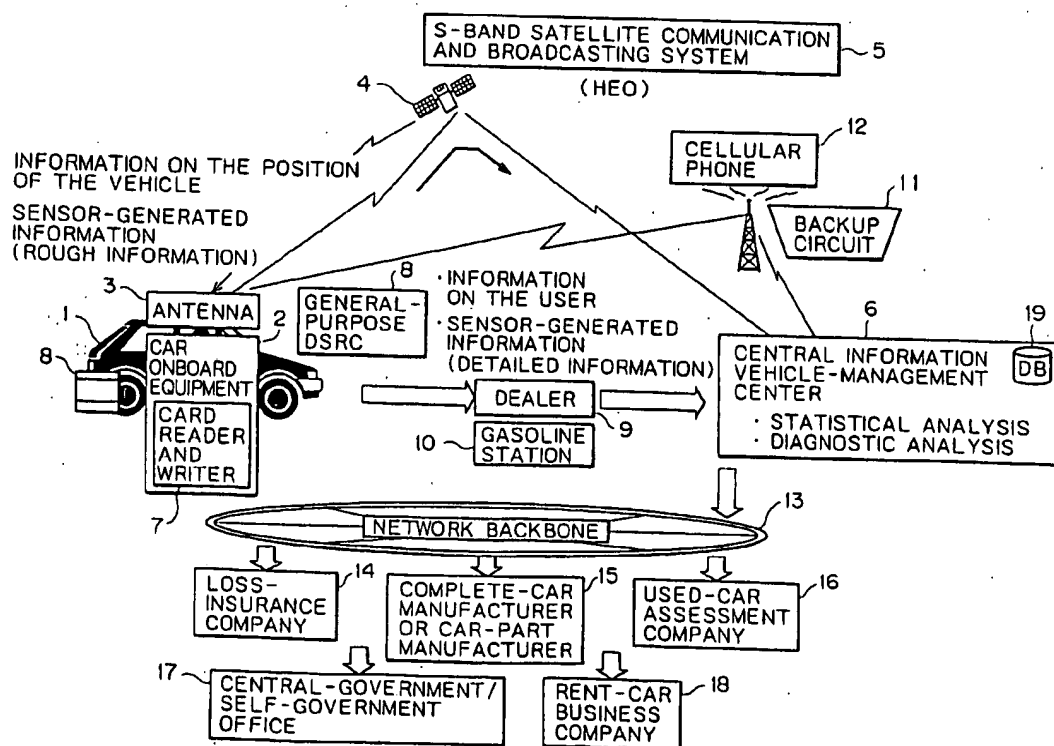 S-BAND SATELLITE COMMUNICATION
AND BROADCASTING SYSTEM
5
(HEO)
4
12
CELLULAR
PHONE
11
BACKUP
CIRCUIT
INFORMATION ON THE POSITION
OF THE VEHICLE
SENSOR-GENERATED
INFORMATION
(ROUGH INFORMATION)
3
ANTENNA
1
2
8
CAR
ONBOARD
EQUIPMENT
CARD
READER
AND
WRITER
7
8
GENERAL-
PURPOSE
DSRC
· INFORMATION
ON THE USER
· SENSOR-GENERATED
INFORMATION
(DETAILED INFORMATION)
DEALER
9
10
GASOLINE
STATION
6
19
CENTRAL INFORMATION
VEHICLE-MANAGEMENT
CENTER
DB
· STATISTICAL ANALYSIS
· DIAGNOSTIC ANALYSIS
13
NETWORK BACKBONE
14
LOSS-
INSURANCE
COMPANY
15
COMPLETE-CAR
MANUFACTURER
OR CAR-PART
MANUFACTURER
16
USED-CAR
ASSESSMENT
COMPANY
17
CENTRAL-GOVERNMENT/
SELF-GOVERNMENT
OFFICE
18
RENT-CAR
BUSINESS
COMPANY